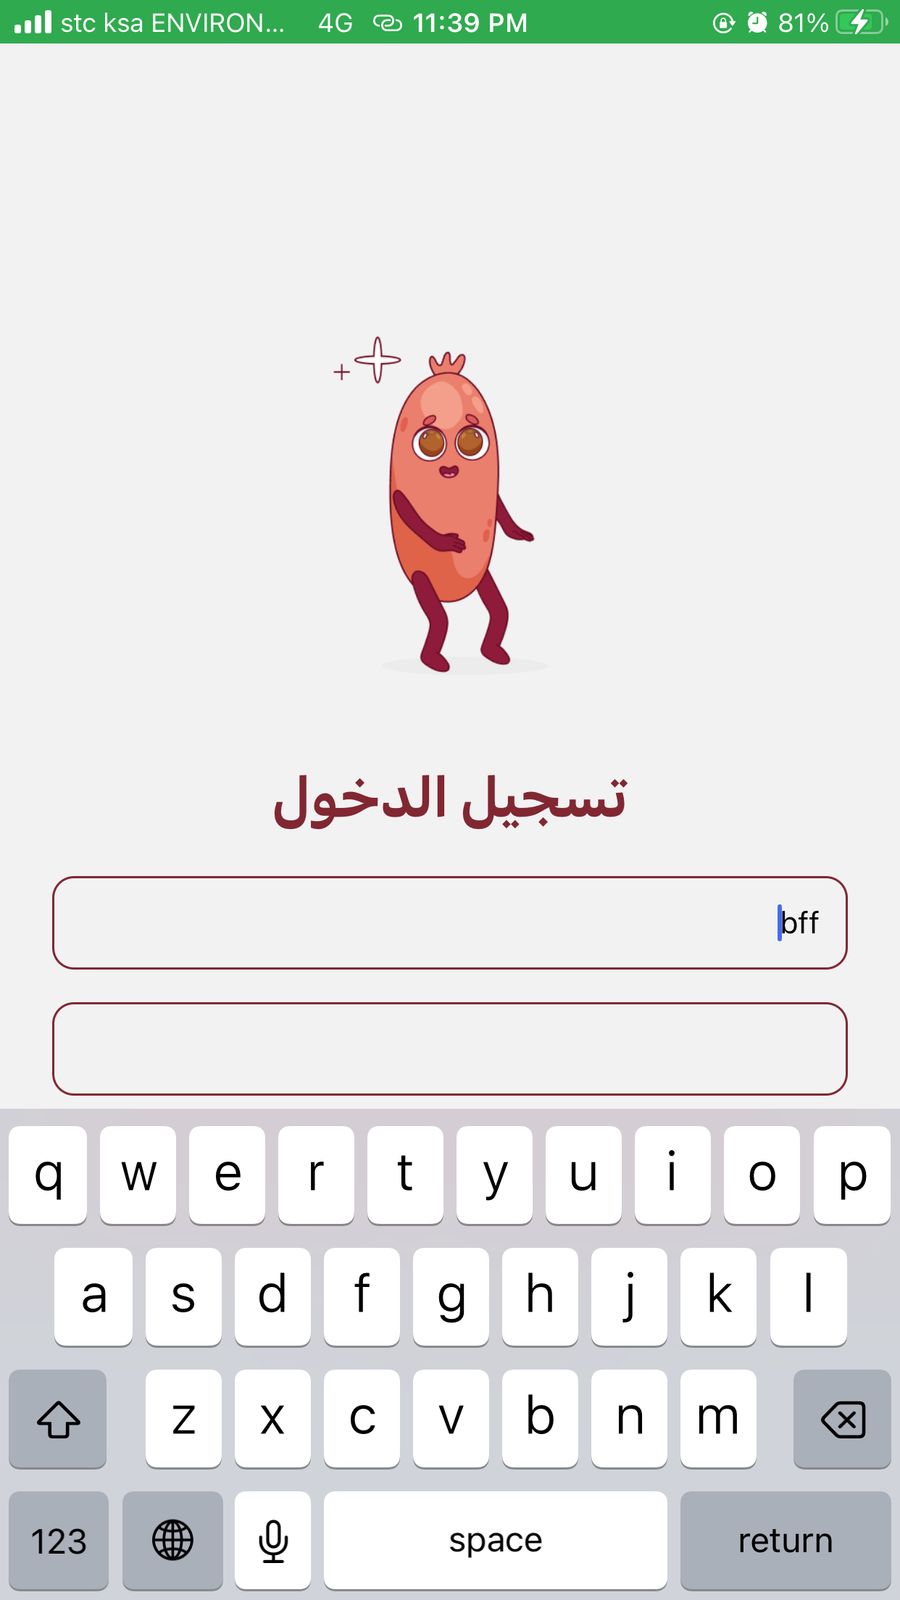 stc ksa ENVIRON... 4G 11:39 PM 81%
تسجيل الدخول
bff
q w e r t y u i o p
a s d f g h j k l
z x c v b n m
123 space return